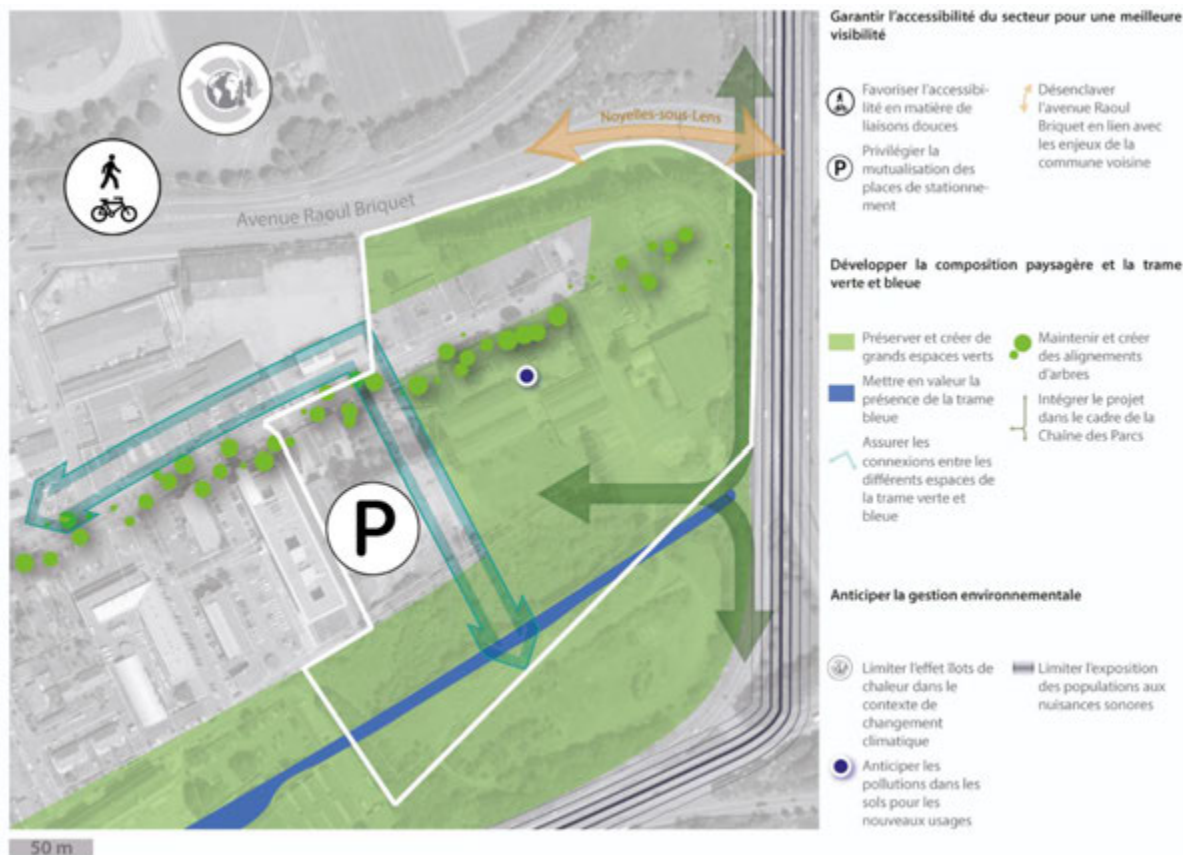 Noyelles-sous-Lens
Avenue Raoul Briquet
P
50 m
Garantir l'accessibilité du secteur pour une meilleure
visibilité
Favoriser l'accessibi-
lité en matière de
liaisons douces
P
Privilégier la
mutualisation des
places de stationne-
ment
Désenclaver
l'avenue Raoul
Briquet en lien avec
les enjeux de la
commune voisine
Développer la composition paysagère et la trame
verte et bleue
Préserver et créer de
grands espaces verts
Mettre en valeur la
présence de la trame
bleue
Assurer les
connexions entre les
différents espaces de
la trame verte et
bleue
Maintenir et créer
des alignements
d'arbres
Intégrer le projet
dans le cadre de la
Chaîne des Parcs
Anticiper la gestion environnementale
Limiter l'effet îlots de
chaleur dans le
contexte de
changement
climatique
Anticiper les
pollutions dans les
sols pour les
nouveaux usages
Limiter l'exposition
des populations aux
nuisances sonores